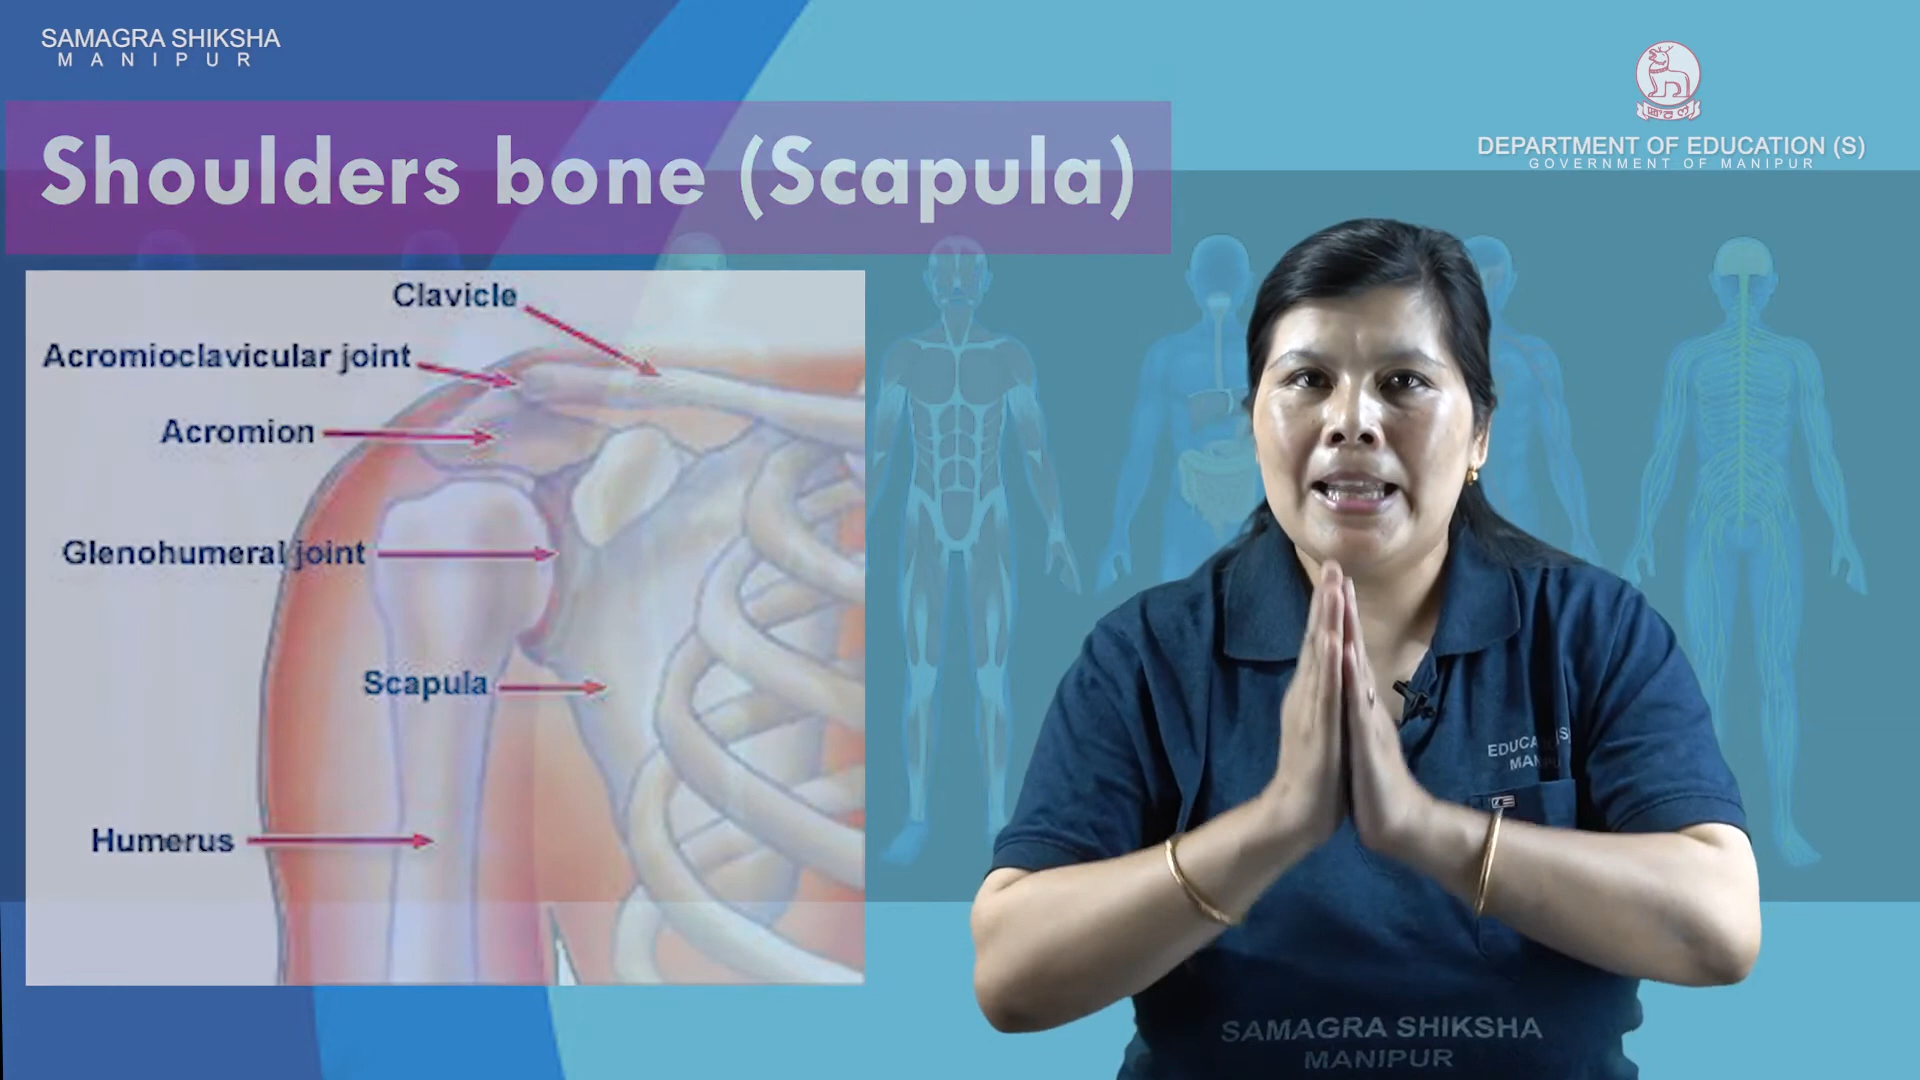 SAMAGRA SHIKSHA
MANIPUR
DEPARTMENT OF EDUCATION (S)
GOVERNMENT OF MANIPUR
Shoulders bone (Scapula)
Clavicle
Acromioclavicular joint
Acromion
Glenohumeral joint
Scapula
Humerus
SAMAGRA SHIKSHA
MANIPUR